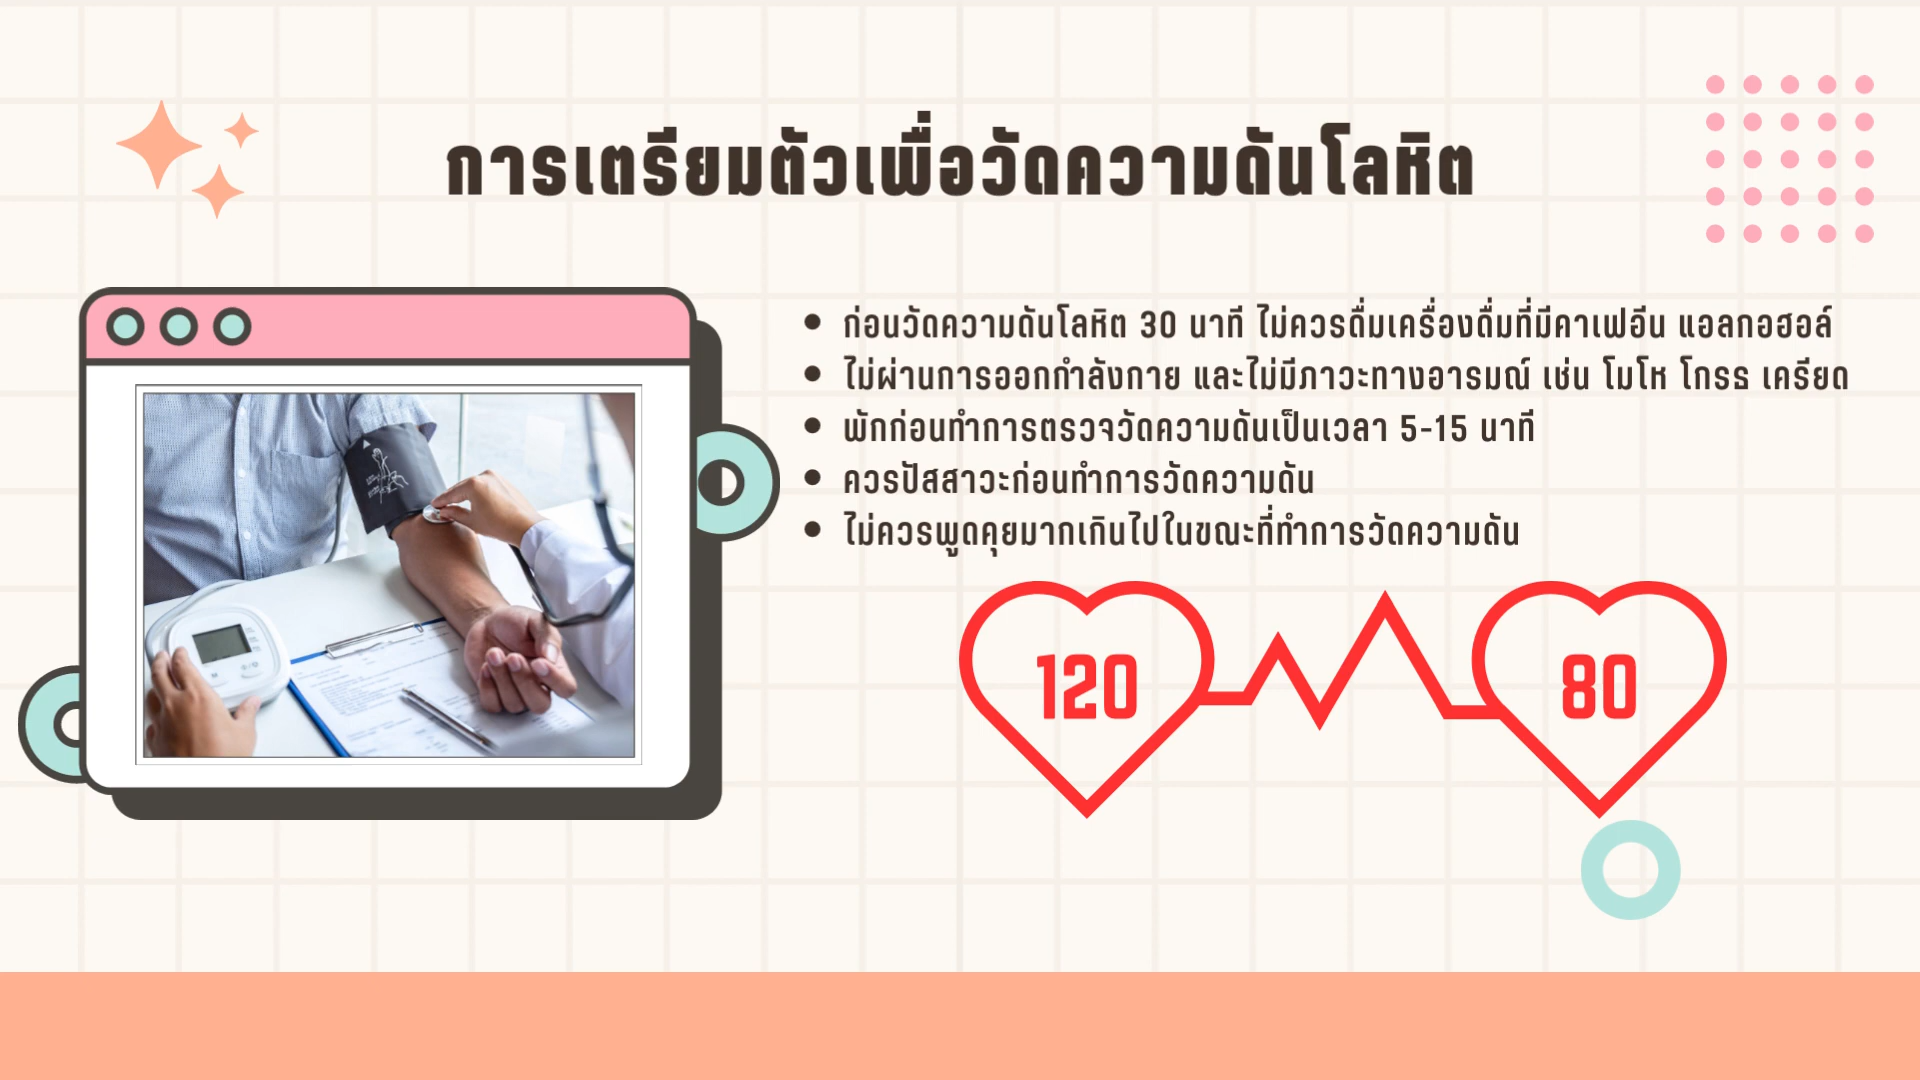 การเตรียมตัวเพื่อวัดความดันโลหิต
• ก่อนวัดความดันโลหิต 30 นาที ไม่ควรดื่มเครื่องดื่มที่มีคาเฟอีน แอลกอฮอล์
• ไม่ผ่านการออกกำลังกาย และไม่มีภาวะทางอารมณ์ เช่น โมโห โกรธ เครียด
• พักก่อนทำการตรวจวัดความดันเป็นเวลา 5-15 นาที
• ควรปัสสาวะก่อนทำการวัดความดัน
• ไม่ควรพูดคุยมากเกินไปในขณะที่ทำการวัดความดัน
120
80